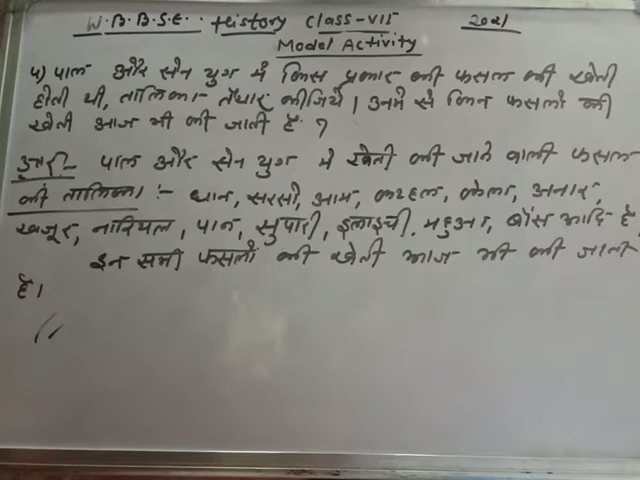 W.B.B.S.E. History Class-VII 2021
Model Activity
५) पाल और सेन युग में किस प्रकार की फसल की खेती
होती थी, तालिका तैयार कीजिये। उनमें से किन फसलों की
खेती आज भी की जाती है ?
उत्तर:- पाल और सेन युग में खेती की जाने वाली फसल
की तालिका :- धान, सरसों, आम, कटहल, केला, अनार,
खजूर, नारियल, पान, सुपारी, इलाइची, महुआ, बाँस आदि है
इन सभी फसलों की खेती आज भी की जाती
है।